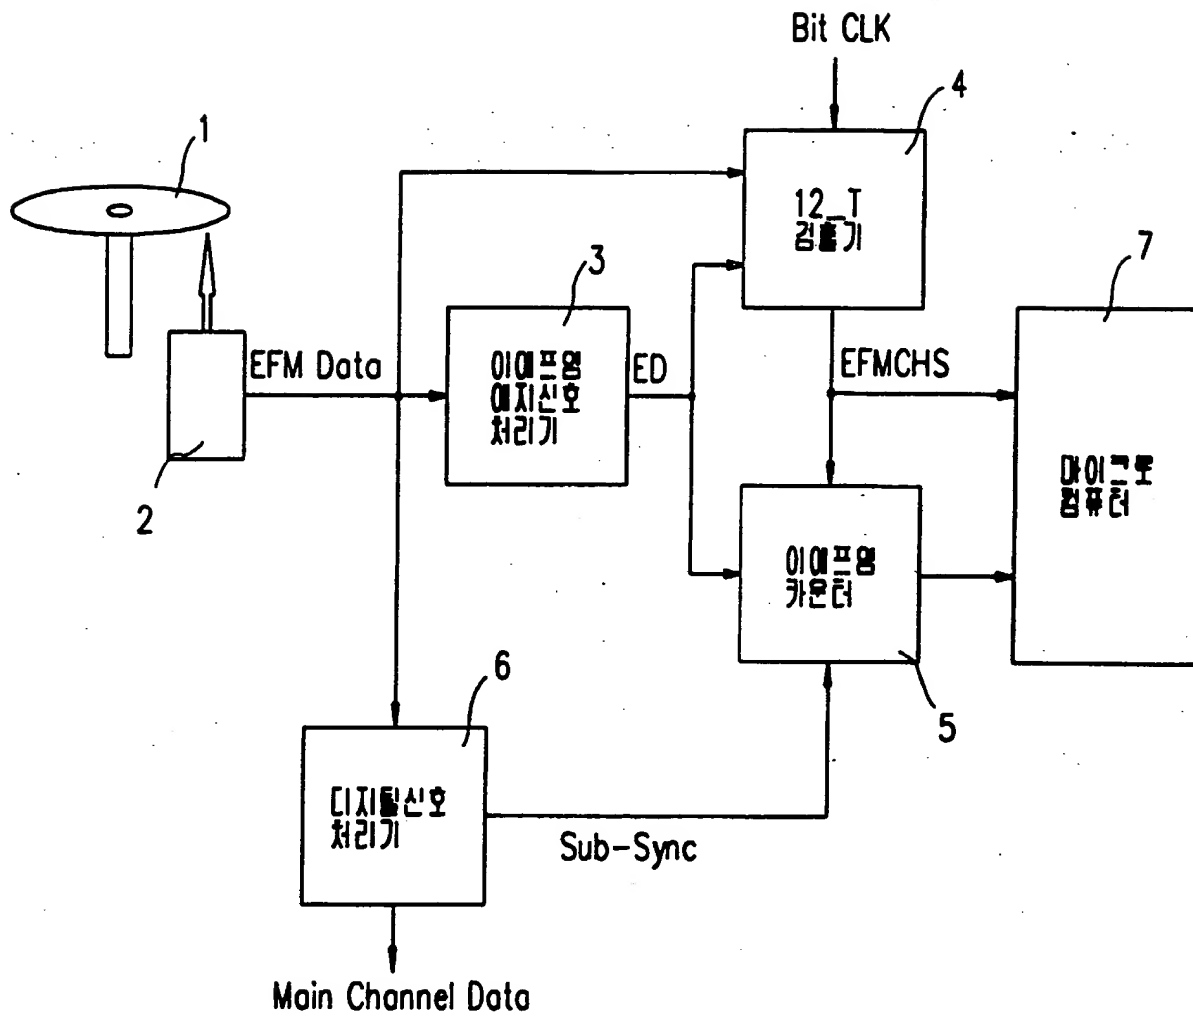 Bit CLK
4
1
12_T
검출기
3
7
EFM Data
이에프엠
에지신호
처리기
ED
EFMCHS
2
마이크로
컴퓨터
이에프엠
카운터
6
5
디지털신호
처리기
Sub-Sync
Main Channel Data